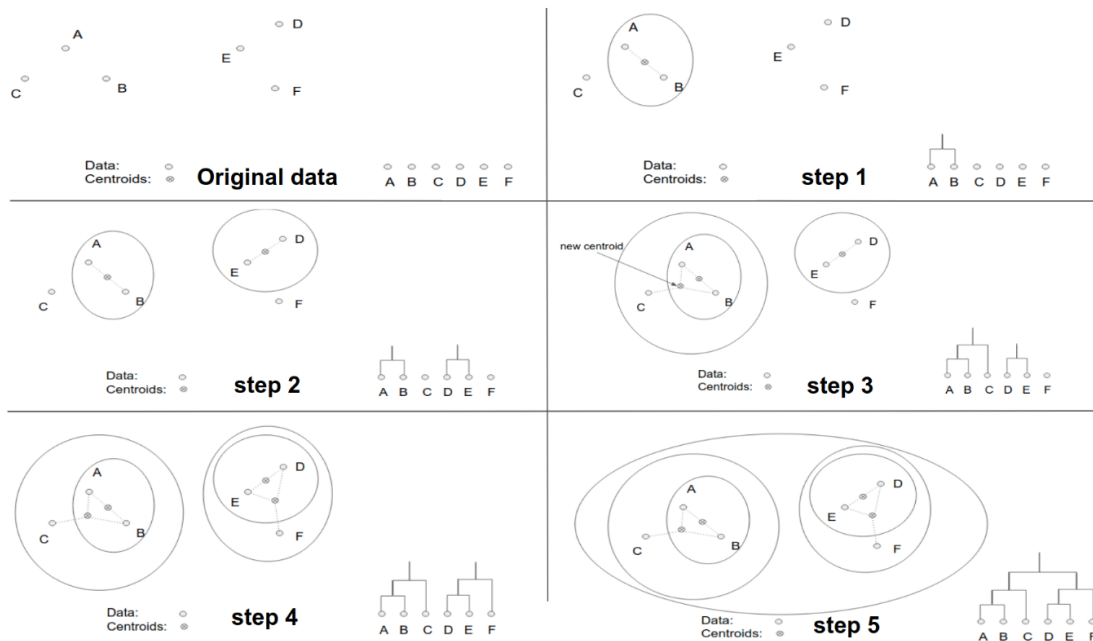 A
D
E
C
B
F
Data:
Centroids:
Original data
A B C D E F
A
D
E
C
B
F
Data:
Centroids:
step 1
A B C D E F
A
D
E
C
B
F
Data:
Centroids:
step 2
A B C D E F
new centroid
A
D
E
C
B
F
Data:
Centroids:
step 3
A B C D E F
A
D
E
C
B
F
Data:
Centroids:
step 4
A B C D E F
A
D
E
C
B
F
Data:
Centroids:
step 5
A B C D E F